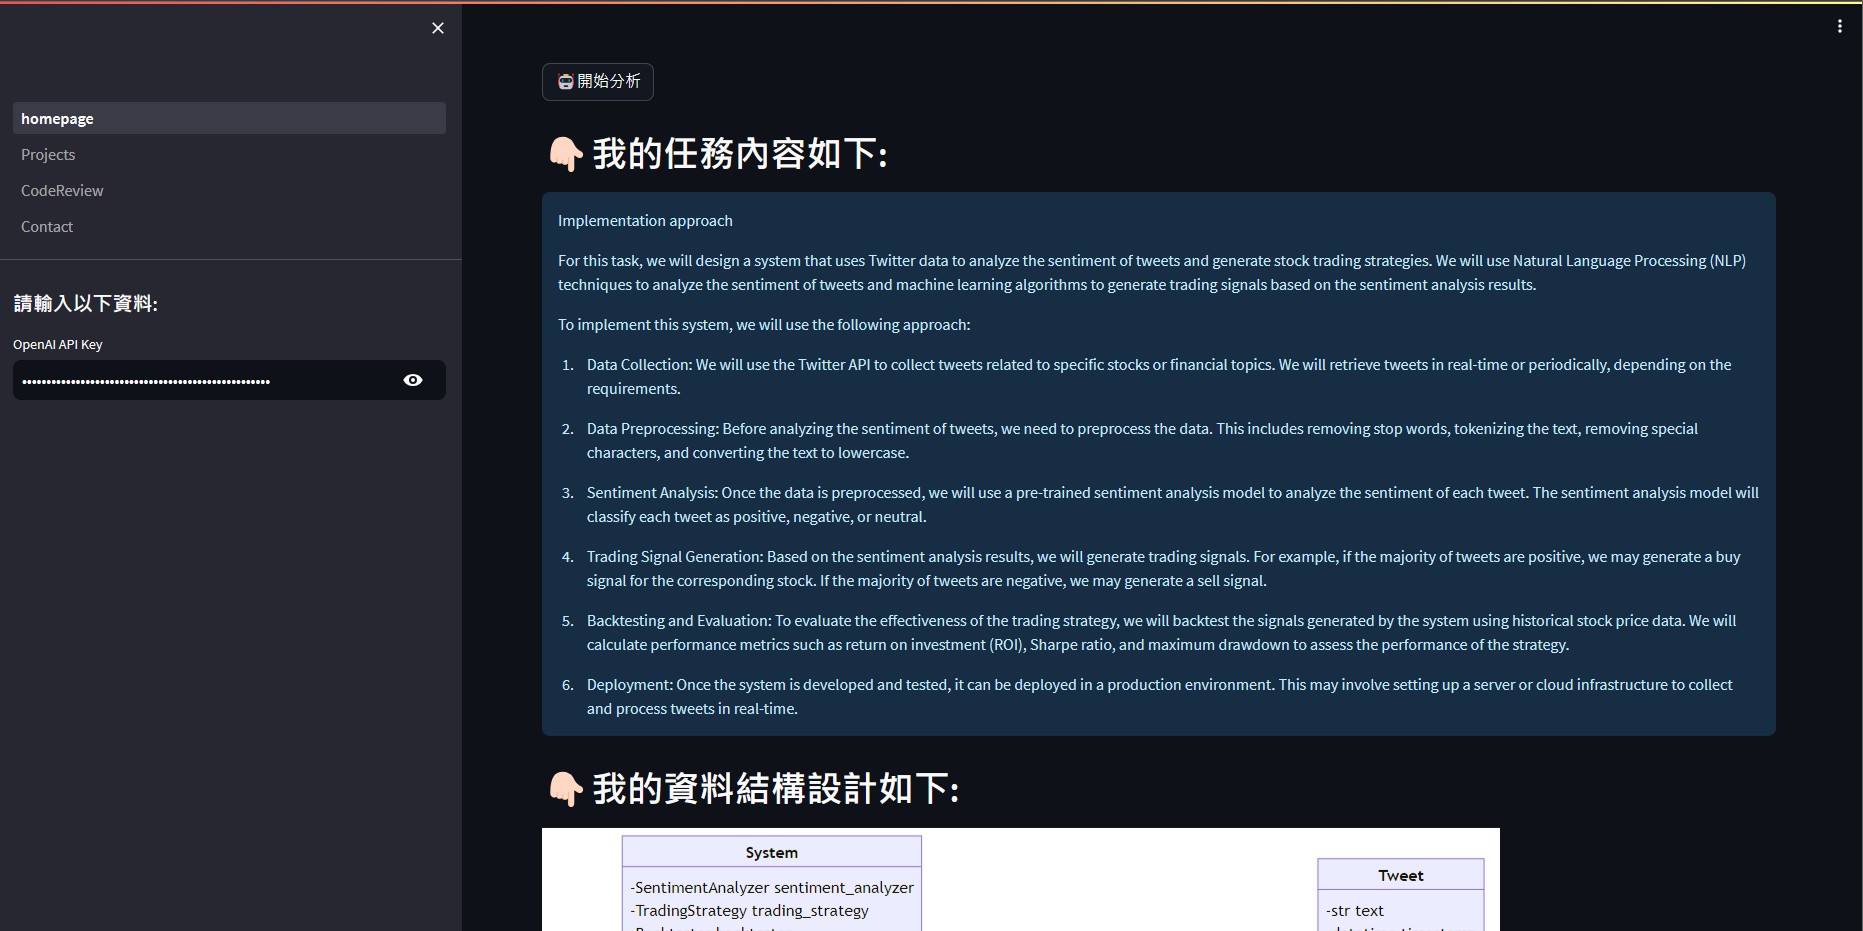 homepage
Projects
CodeReview
Contact
請輸入以下資料:
OpenAI API Key
開始分析
我的任務內容如下:
Implementation approach
For this task, we will design a system that uses Twitter data to analyze the sentiment of tweets and generate stock trading strategies. We will use Natural Language Processing (NLP)
techniques to analyze the sentiment of tweets and machine learning algorithms to generate trading signals based on the sentiment analysis results.
To implement this system, we will use the following approach:
1. Data Collection: We will use the Twitter API to collect tweets related to specific stocks or financial topics. We will retrieve tweets in real-time or periodically, depending on the
requirements.
2. Data Preprocessing: Before analyzing the sentiment of tweets, we need to preprocess the data. This includes removing stop words, tokenizing the text, removing special
characters, and converting the text to lowercase.
3. Sentiment Analysis: Once the data is preprocessed, we will use a pre-trained sentiment analysis model to analyze the sentiment of each tweet. The sentiment analysis model will
classify each tweet as positive, negative, or neutral.
4. Trading Signal Generation: Based on the sentiment analysis results, we will generate trading signals. For example, if the majority of tweets are positive, we may generate a buy
signal for the corresponding stock. If the majority of tweets are negative, we may generate a sell signal.
5. Backtesting and Evaluation: To evaluate the effectiveness of the trading strategy, we will backtest the signals generated by the system using historical stock price data. We will
calculate performance metrics such as return on investment (ROI), Sharpe ratio, and maximum drawdown to assess the performance of the strategy.
6. Deployment: Once the system is developed and tested, it can be deployed in a production environment. This may involve setting up a server or cloud infrastructure to collect
and process tweets in real-time.
我的資料結構設計如下:
System
-SentimentAnalyzer sentiment_analyzer
-TradingStrategy trading_strategy
Tweet
-str text